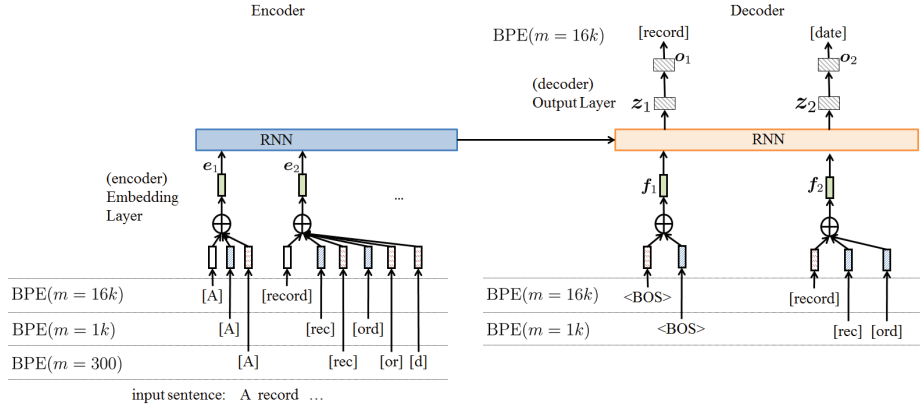 Encoder Decoder
BPE(m = 16k) [record] [date]
o₁ o₂
(decoder)
Output Layer
z₁ z₂
RNN RNN
e₁ e₂
(encoder)
Embedding
Layer
...
f₁ f₂
BPE(m = 16k) [A] [record] BPE(m = 16k) <BOS> [record]
BPE(m = 1k) [A] [rec] [ord] BPE(m = 1k) <BOS> [rec] [ord]
BPE(m = 300) [A] [rec] [or] [d]
input sentence: A record ...